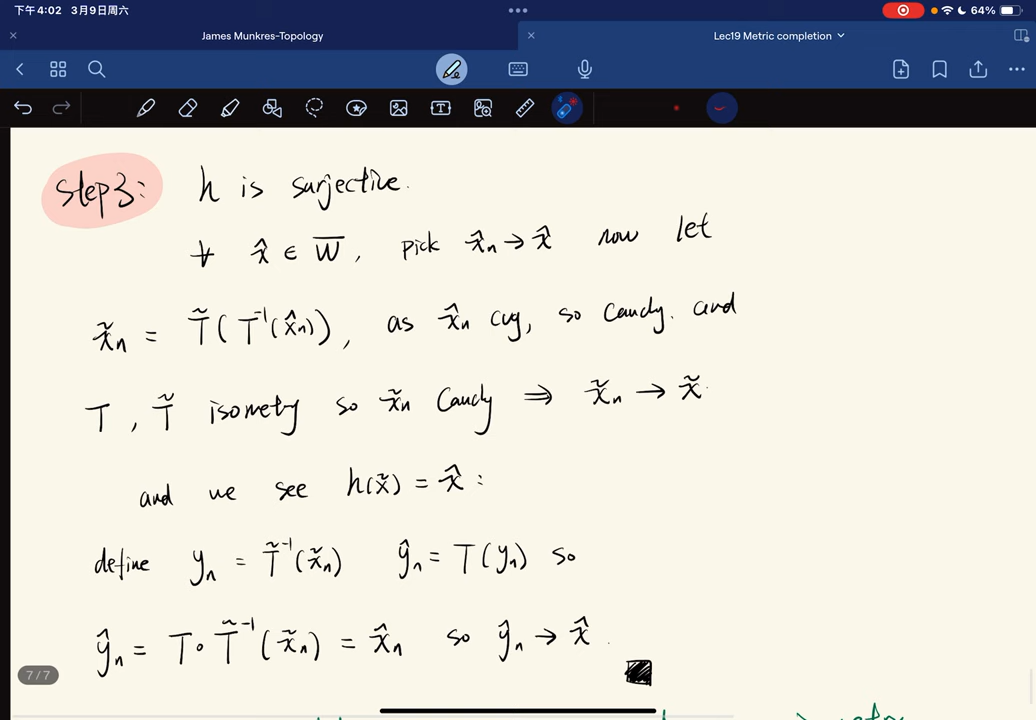 下午4:02 3月9日周六
64%
James Munkres-Topology
Lec19 Metric completion
Step3: h is surjective.
∀ x̂ ∈ W̅, pick x̂ₙ → x̂ now let
x̃ₙ = T̃(T⁻¹(x̂ₙ)), as x̂ₙ cvg, so Cauchy. and
T, T̃ isometry so x̃ₙ Cauchy ⇒ x̃ₙ → x̃.
and we see h(x̃) = x̂:
define yₙ = T̃⁻¹(x̃ₙ) ŷₙ = T(yₙ) so
ŷₙ = T∘T̃⁻¹(x̃ₙ) = x̂ₙ so ŷₙ → x̂.
7/7